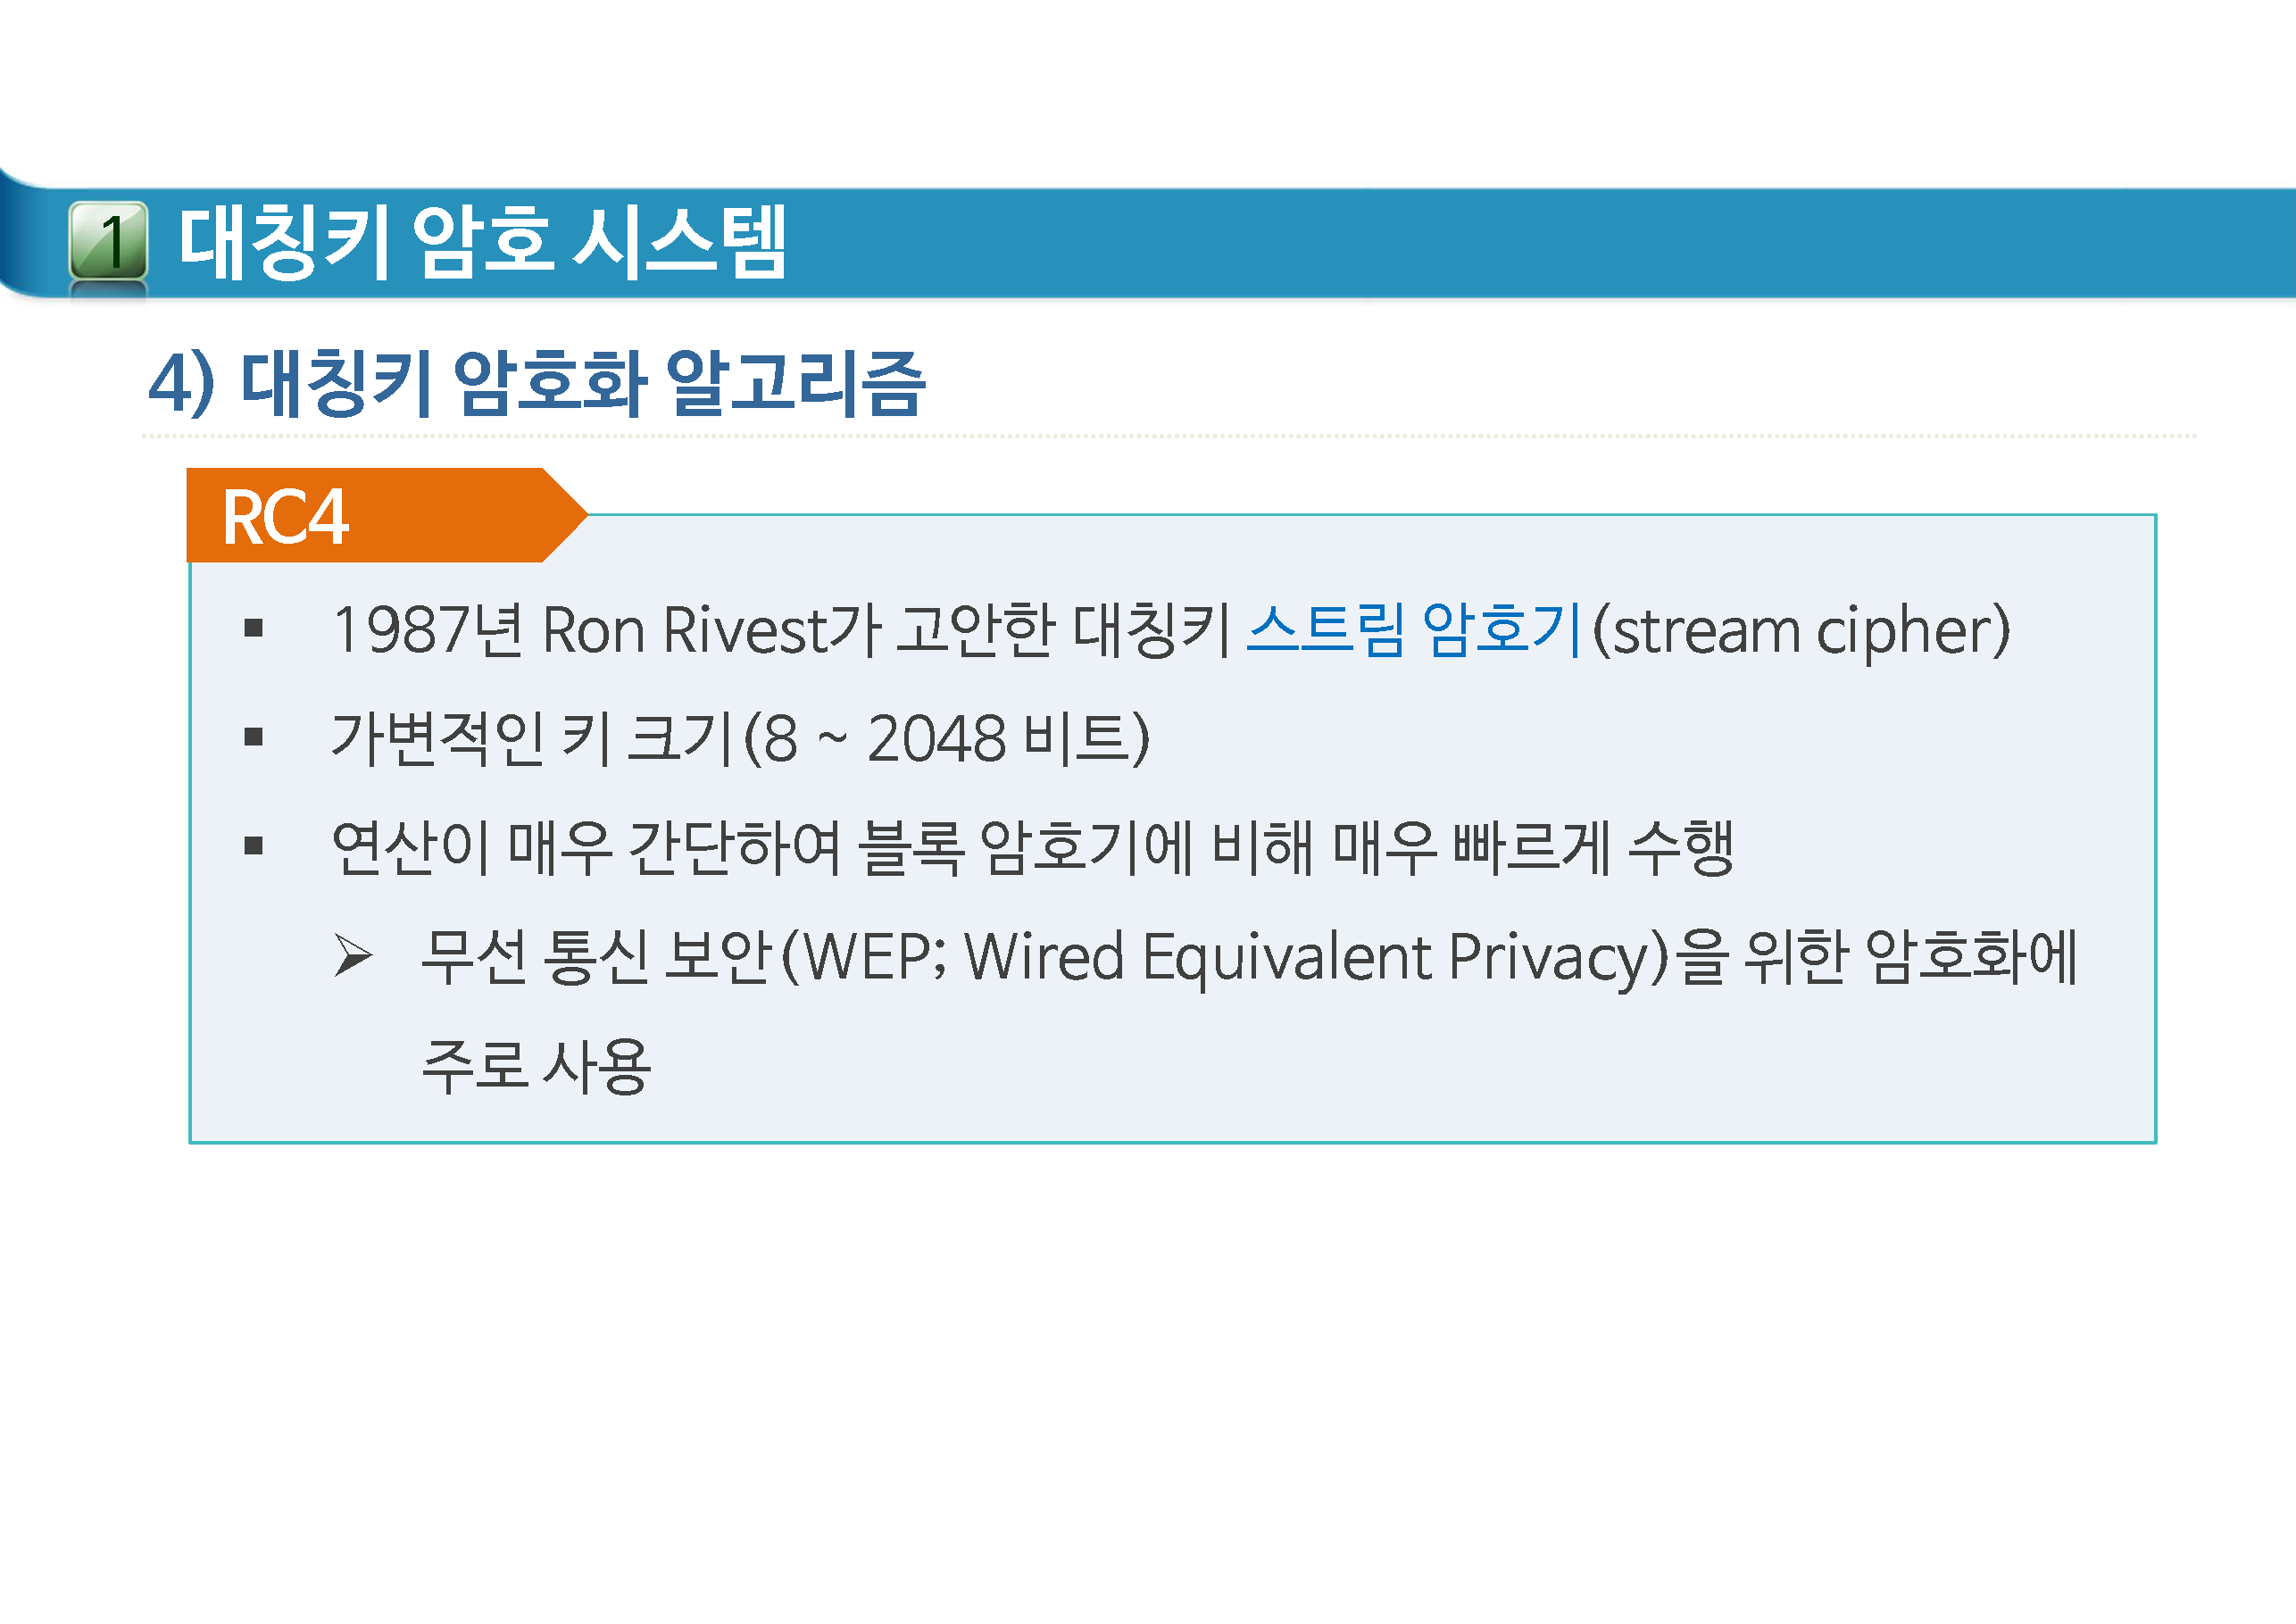 1 대칭키 암호 시스템
4) 대칭키 암호화 알고리즘
RC4
▪ 1987년 Ron Rivest가 고안한 대칭키 스트림 암호기(stream cipher)
▪ 가변적인 키 크기(8 ~ 2048 비트)
▪ 연산이 매우 간단하여 블록 암호기에 비해 매우 빠르게 수행
➢ 무선 통신 보안(WEP; Wired Equivalent Privacy)을 위한 암호화에
주로 사용